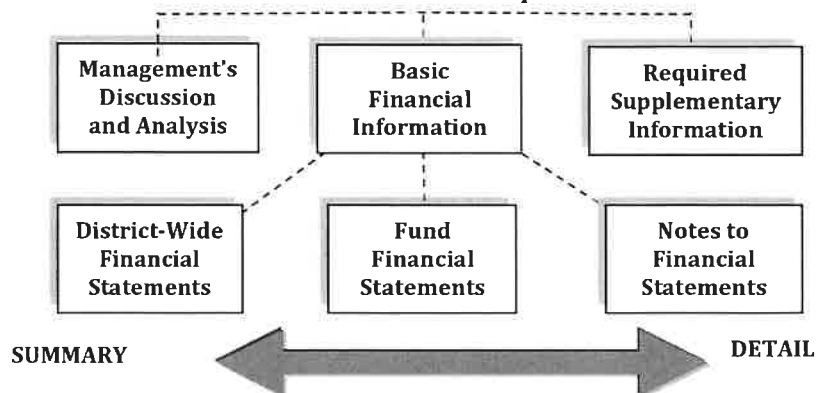 Management's
Discussion
and Analysis
Basic
Financial
Information
Required
Supplementary
Information
District-Wide
Financial
Statements
Fund
Financial
Statements
Notes to
Financial
Statements
SUMMARY
DETAIL